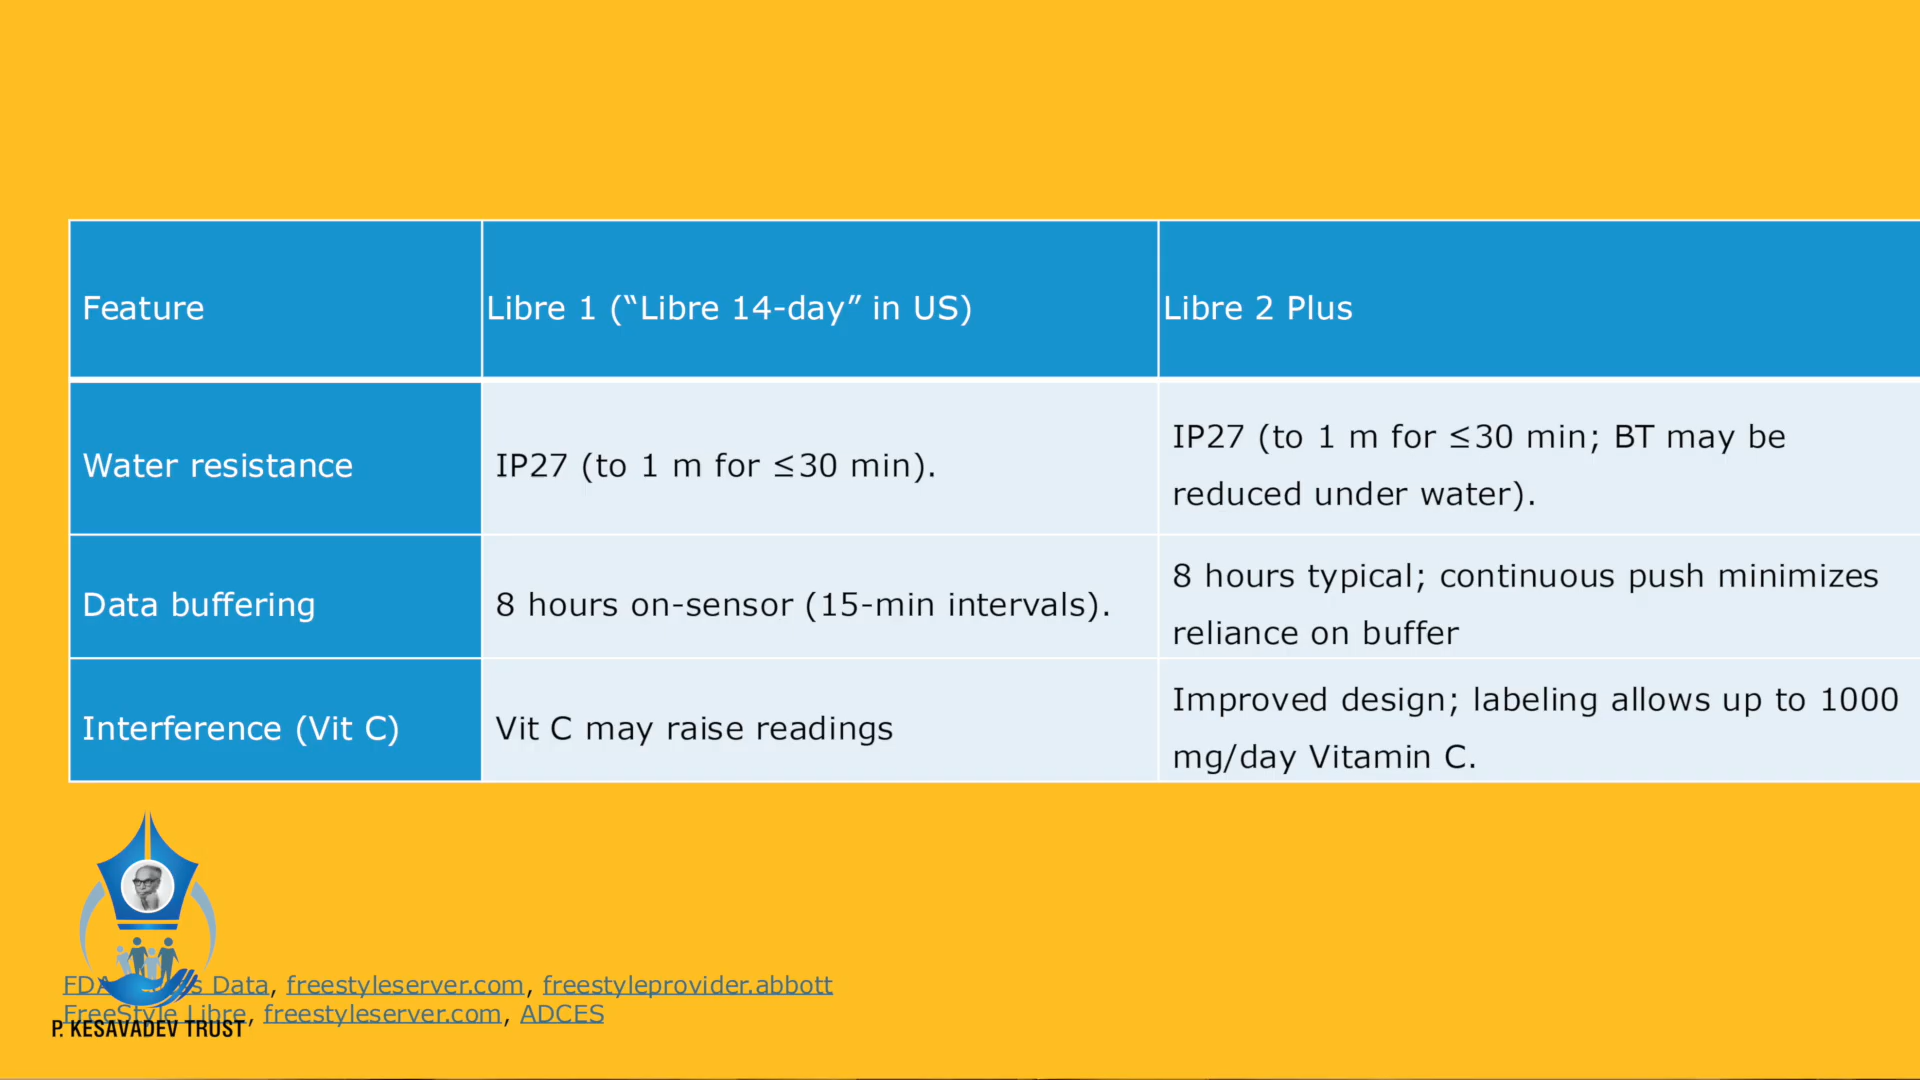 Feature
Libre 1 (“Libre 14-day” in US)
Libre 2 Plus
Water resistance
IP27 (to 1 m for ≤30 min).
IP27 (to 1 m for ≤30 min; BT may be
reduced under water).
Data buffering
8 hours on-sensor (15-min intervals).
8 hours typical; continuous push minimizes
reliance on buffer
Interference (Vit C)
Vit C may raise readings
Improved design; labeling allows up to 1000
mg/day Vitamin C.
Data, freestyleserver.com, freestyleprovider.abbott
FreeStyle Libre, freestyleserver.com, ADCES
P. KESAVADEV TRUST